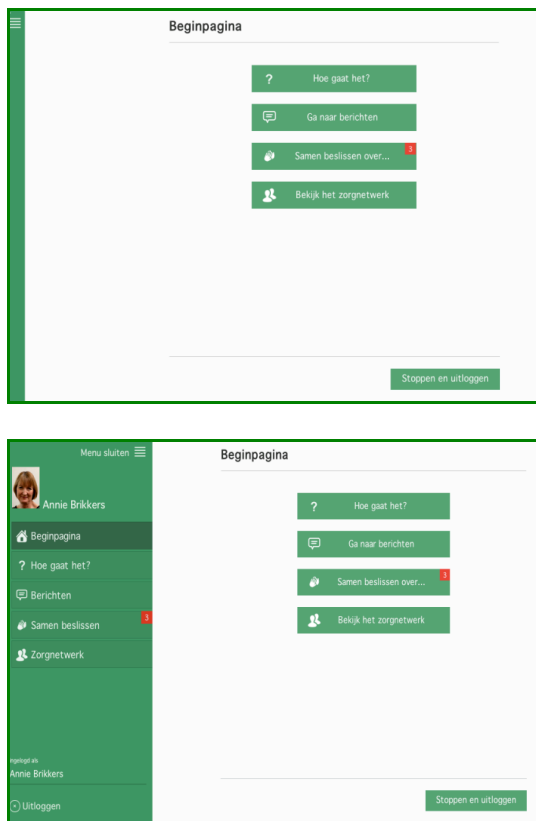 Beginpagina
? Hoe gaat het?
Ga naar berichten
Samen beslissen over... 3
Bekijk het zorgnetwerk
Stoppen en uitloggen
Menu sluiten
Annie Brikkers
Beginpagina
? Hoe gaat het?
Berichten
Samen beslissen 3
Zorgnetwerk
ngelogd als
Annie Brikkers
Uitloggen
Beginpagina
? Hoe gaat het?
Ga naar berichten
Samen beslissen over... 3
Bekijk het zorgnetwerk
Stoppen en uitloggen